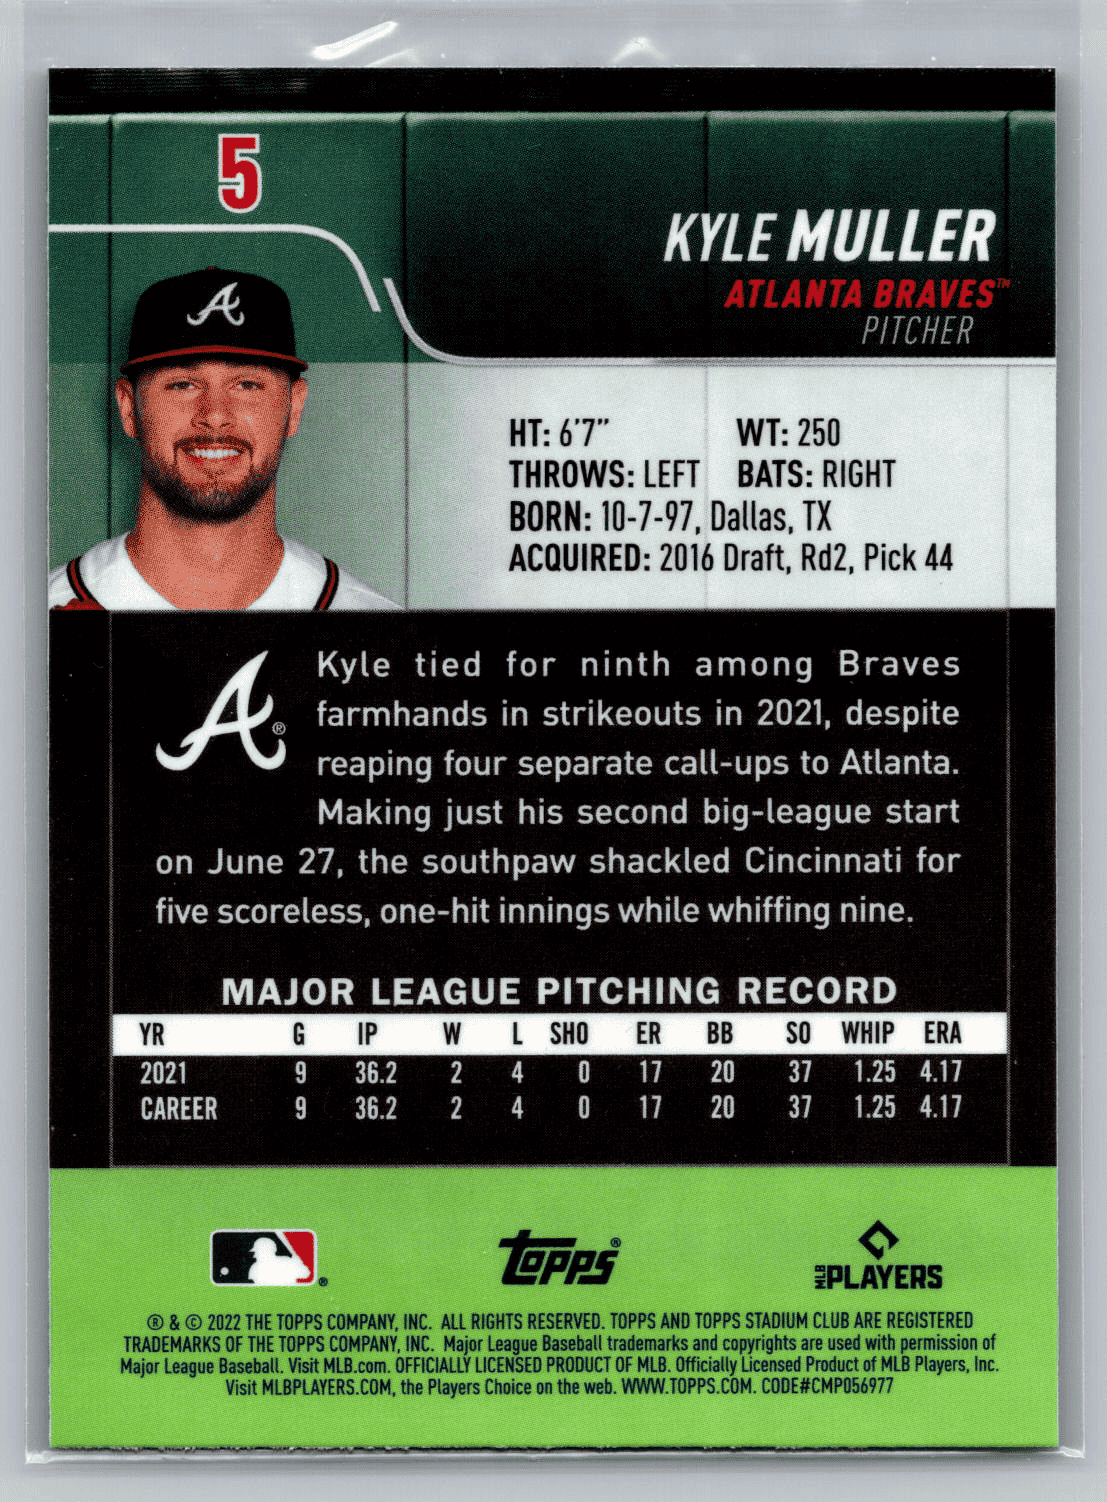 5
KYLE MULLER
ATLANTA BRAVES™
PITCHER
HT: 6'7" WT: 250
THROWS: LEFT BATS: RIGHT
BORN: 10-7-97, Dallas, TX
ACQUIRED: 2016 Draft, Rd2, Pick 44
A
A®
Kyle tied for ninth among Braves
farmhands in strikeouts in 2021, despite
reaping four separate call-ups to Atlanta.
Making just his second big-league start
on June 27, the southpaw shackled Cincinnati for
five scoreless, one-hit innings while whiffing nine.
MAJOR LEAGUE PITCHING RECORD
YR G IP W L SHO ER BB SO WHIP ERA
2021 9 36.2 2 4 0 17 20 37 1.25 4.17
CAREER 9 36.2 2 4 0 17 20 37 1.25 4.17
®
topps®
MLB PLAYERS
® & © 2022 THE TOPPS COMPANY, INC. ALL RIGHTS RESERVED. TOPPS AND TOPPS STADIUM CLUB ARE REGISTERED
TRADEMARKS OF THE TOPPS COMPANY, INC. Major League Baseball trademarks and copyrights are used with permission of
Major League Baseball. Visit MLB.com. OFFICIALLY LICENSED PRODUCT OF MLB. Officially Licensed Product of MLB Players, Inc.
Visit MLBPLAYERS.COM, the Players Choice on the web. WWW.TOPPS.COM. CODE#CMP056977